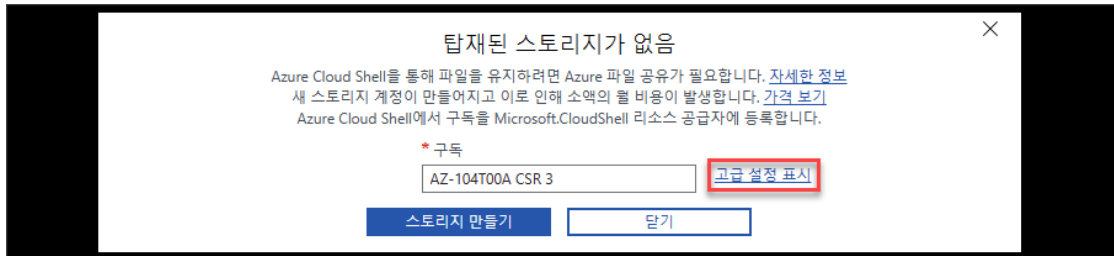 탑재된 스토리지가 없음
Azure Cloud Shell을 통해 파일을 유지하려면 Azure 파일 공유가 필요합니다. 자세한 정보
새 스토리지 계정이 만들어지고 이로 인해 소액의 월 비용이 발생합니다. 가격 보기
Azure Cloud Shell에서 구독을 Microsoft.CloudShell 리소스 공급자에 등록합니다.
* 구독
AZ-104T00A CSR 3 고급 설정 표시
스토리지 만들기 닫기